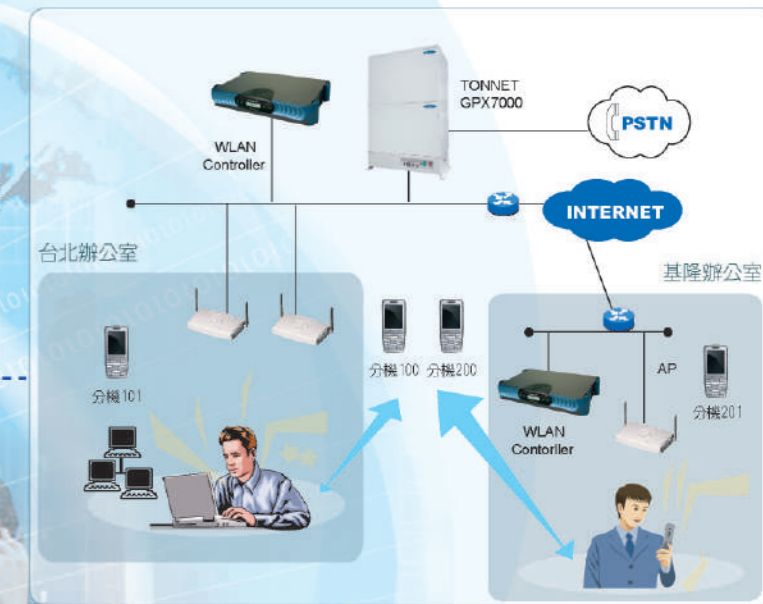 TONNET
GPX7000
PSTN
WLAN
Controller
INTERNET
台北辦公室
基隆辦公室
分機101
分機100
分機200
AP
分機201
WLAN
Contorller